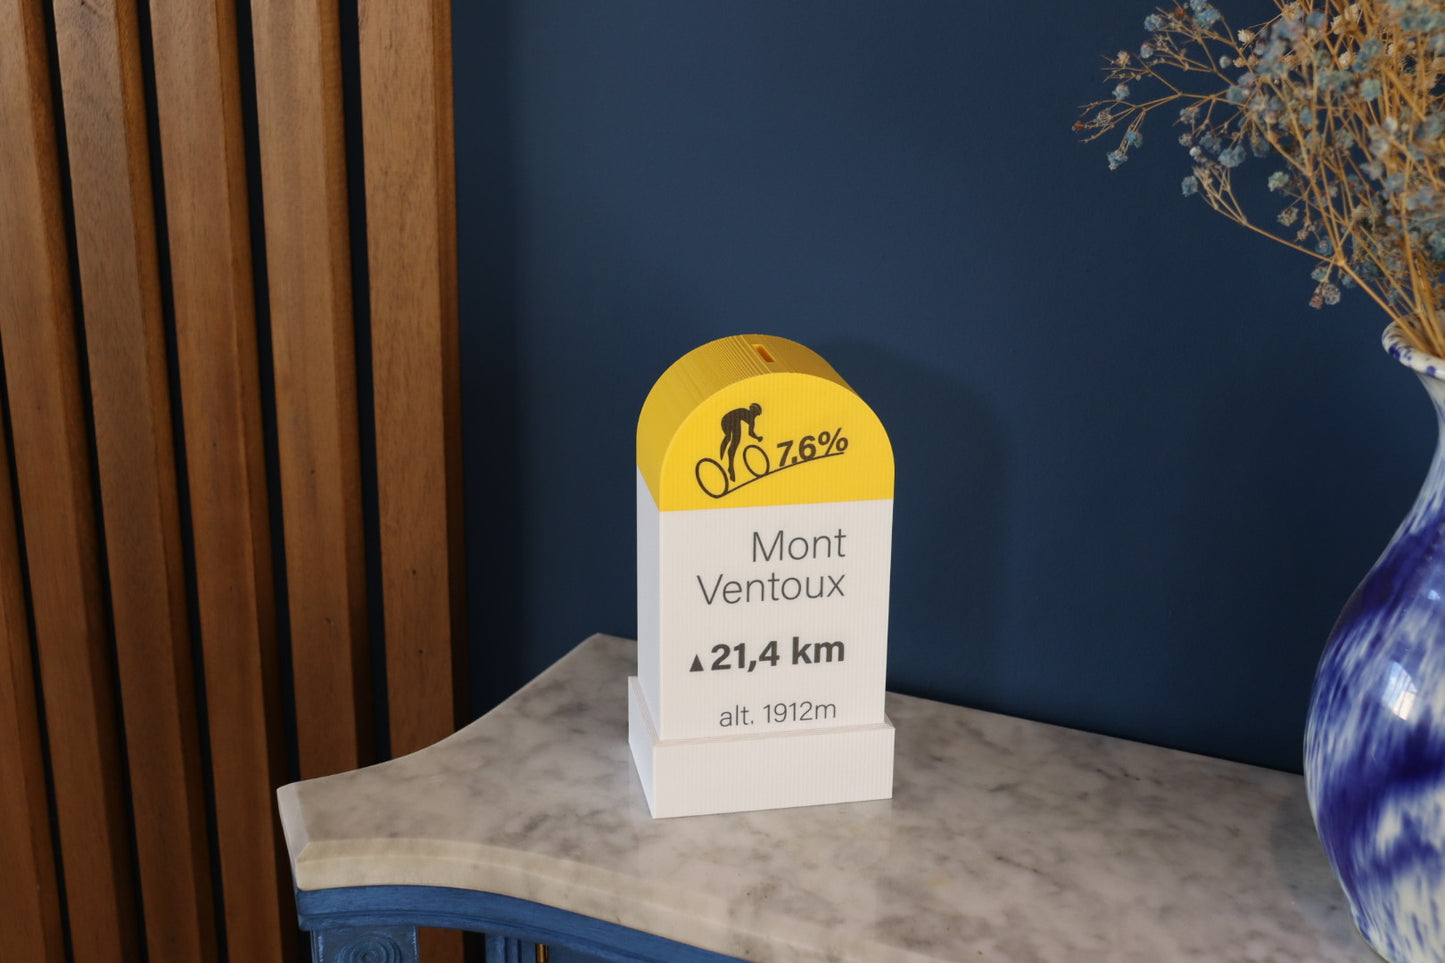 7.6%
Mont
Ventoux
▲21,4 km
alt. 1912m